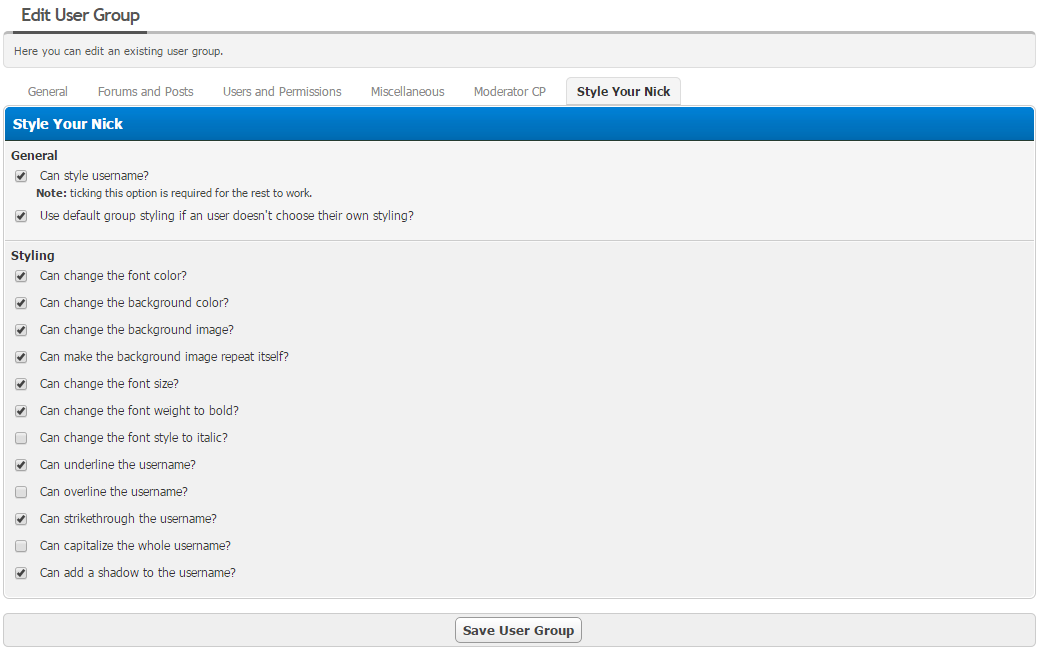 Edit User Group
Here you can edit an existing user group.
General Forums and Posts Users and Permissions Miscellaneous Moderator CP Style Your Nick
Style Your Nick
General
Can style username?
Note: ticking this option is required for the rest to work.
Use default group styling if an user doesn't choose their own styling?
Styling
Can change the font color?
Can change the background color?
Can change the background image?
Can make the background image repeat itself?
Can change the font size?
Can change the font weight to bold?
Can change the font style to italic?
Can underline the username?
Can overline the username?
Can strikethrough the username?
Can capitalize the whole username?
Can add a shadow to the username?
Save User Group